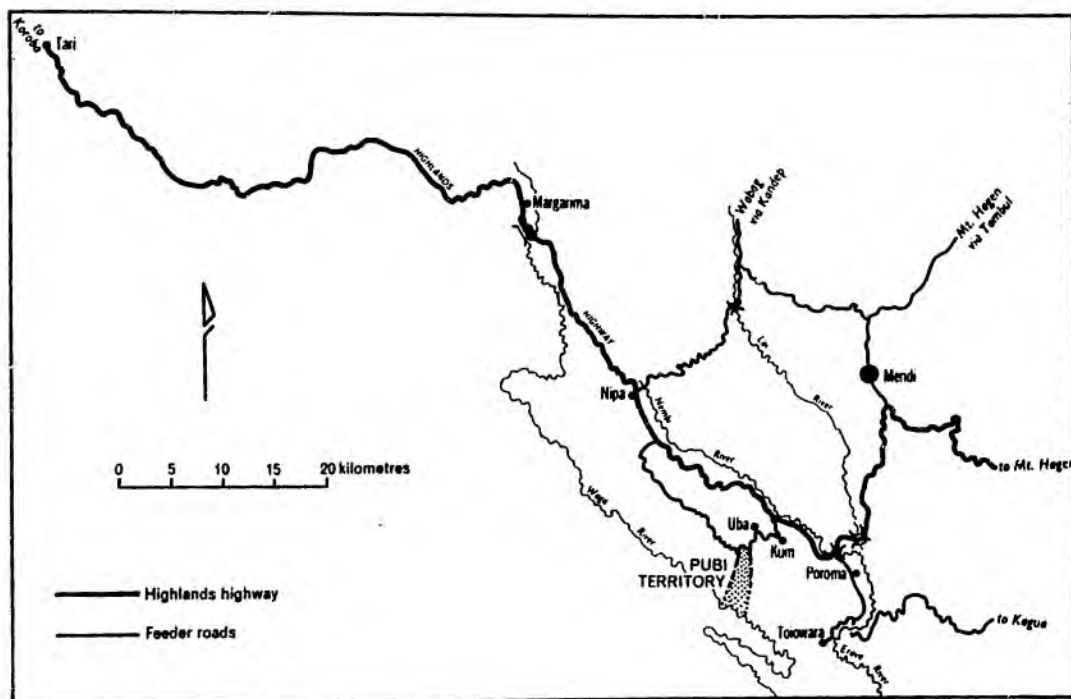 to
Koroba
Tari
HIGHLANDS
Margarima
Wabag
via Kandep
Mt. Hagen
via Tambul
HIGHWAY
Lai
River
Mendi
Nipa
Nembi
River
to Mt. Hagen
0 5 10 15 20 kilometres
Wage
River
Uba
Kum
PUBI
TERRITORY
Poroma
Highlands highway
Feeder roads
Toiowara
to Kagua
Erave
River